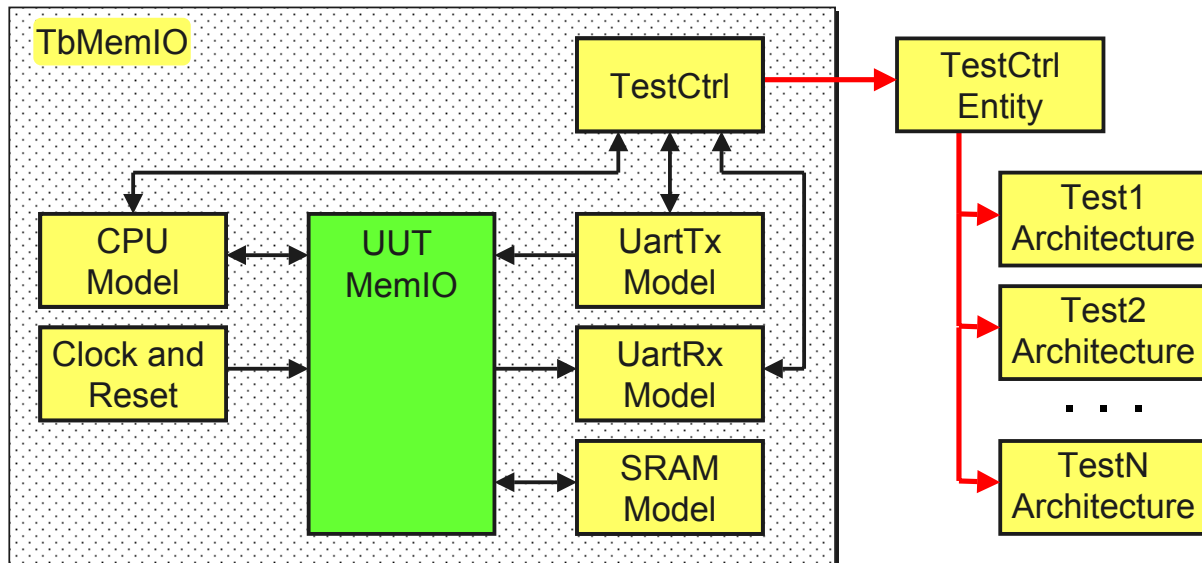 TbMemIO
TestCtrl
TestCtrl
Entity
CPU
Model
UUT
MemIO
UartTx
Model
Test1
Architecture
Clock and
Reset
UartRx
Model
Test2
Architecture
. . .
SRAM
Model
TestN
Architecture